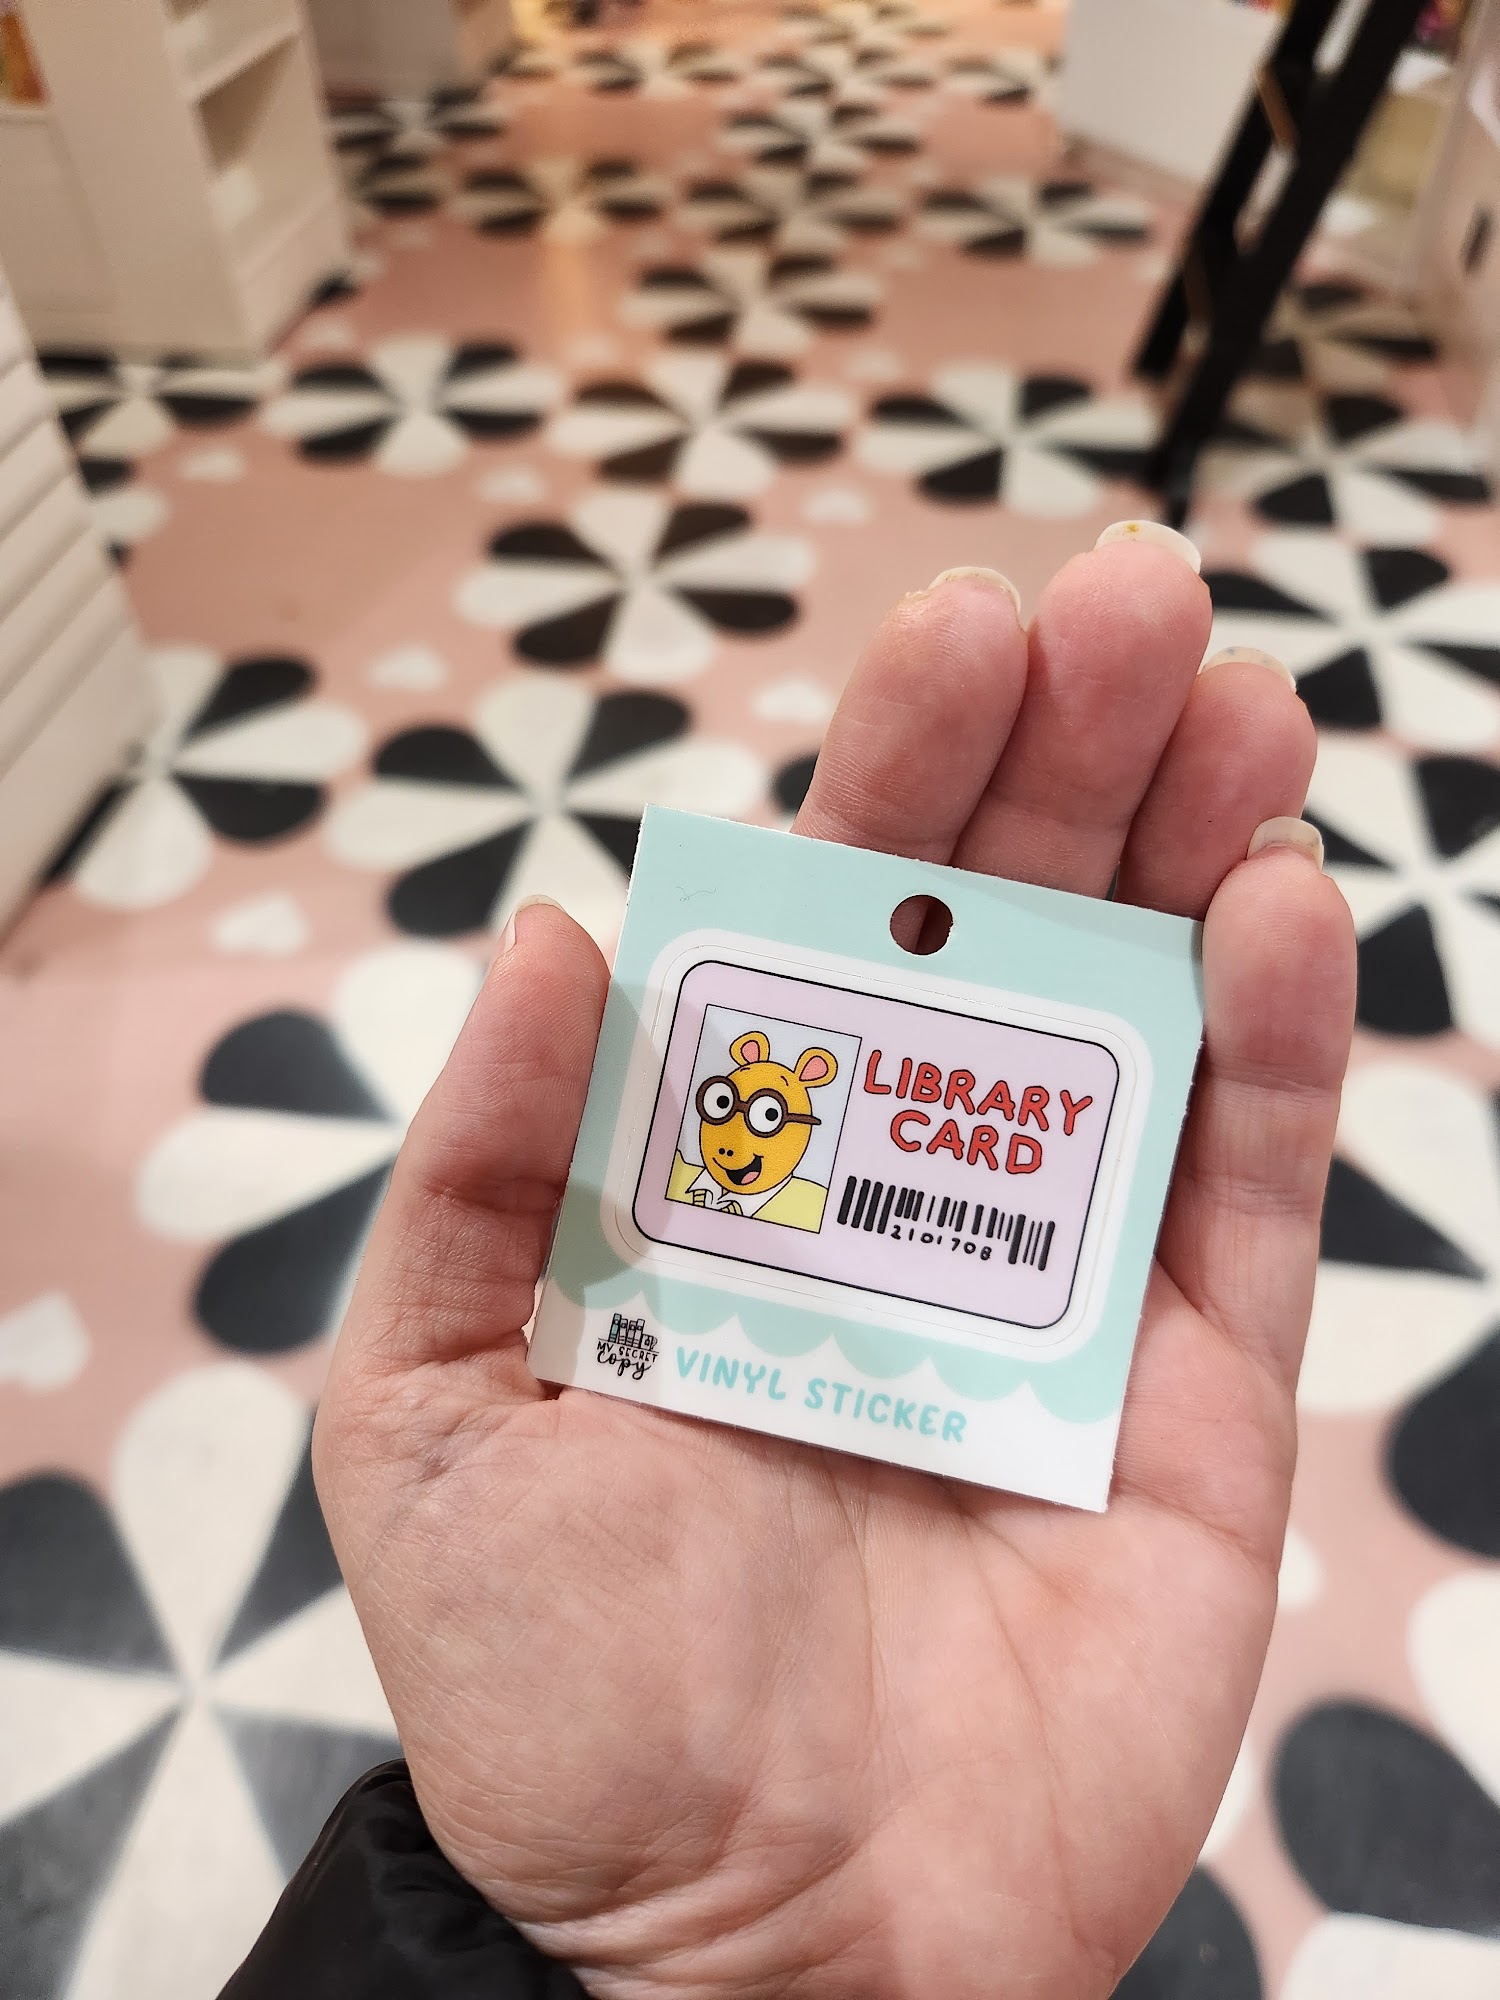 LIBRARY
CARD
2101708
MY SECRET
copy
VINYL STICKER